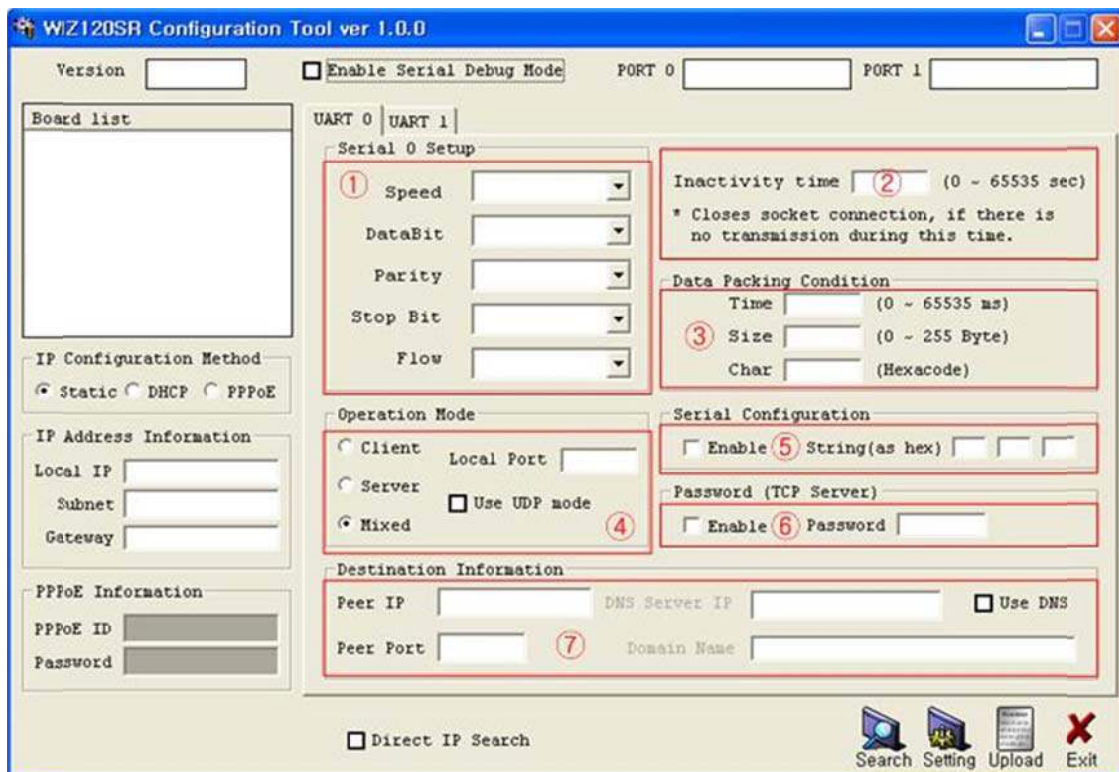 WIZ120SR Configuration Tool ver 1.0.0
Version
Enable Serial Debug Mode
PORT 0
PORT 1
Board list
UART 0
UART 1
Serial 0 Setup
① Speed
DataBit
Parity
Stop Bit
Flow
Inactivity time ② (0 ~ 65535 sec)
* Closes socket connection, if there is
no transmission during this time.
Data Packing Condition
Time (0 ~ 65535 ms)
③ Size (0 ~ 255 Byte)
Char (Hexacode)
IP Configuration Method
Static DHCP PPPoE
Operation Mode
Client
Local Port
Server
Use UDP mode
Mixed
④
Serial Configuration
Enable ⑤ String(as hex)
Password (TCP Server)
Enable ⑥ Password
IP Address Information
Local IP
Subnet
Gateway
Destination Information
Peer IP
DNS Server IP
Use DNS
Peer Port
⑦
Domain Name
PPPoE Information
PPPoE ID
Password
Direct IP Search
Search Setting Upload Exit